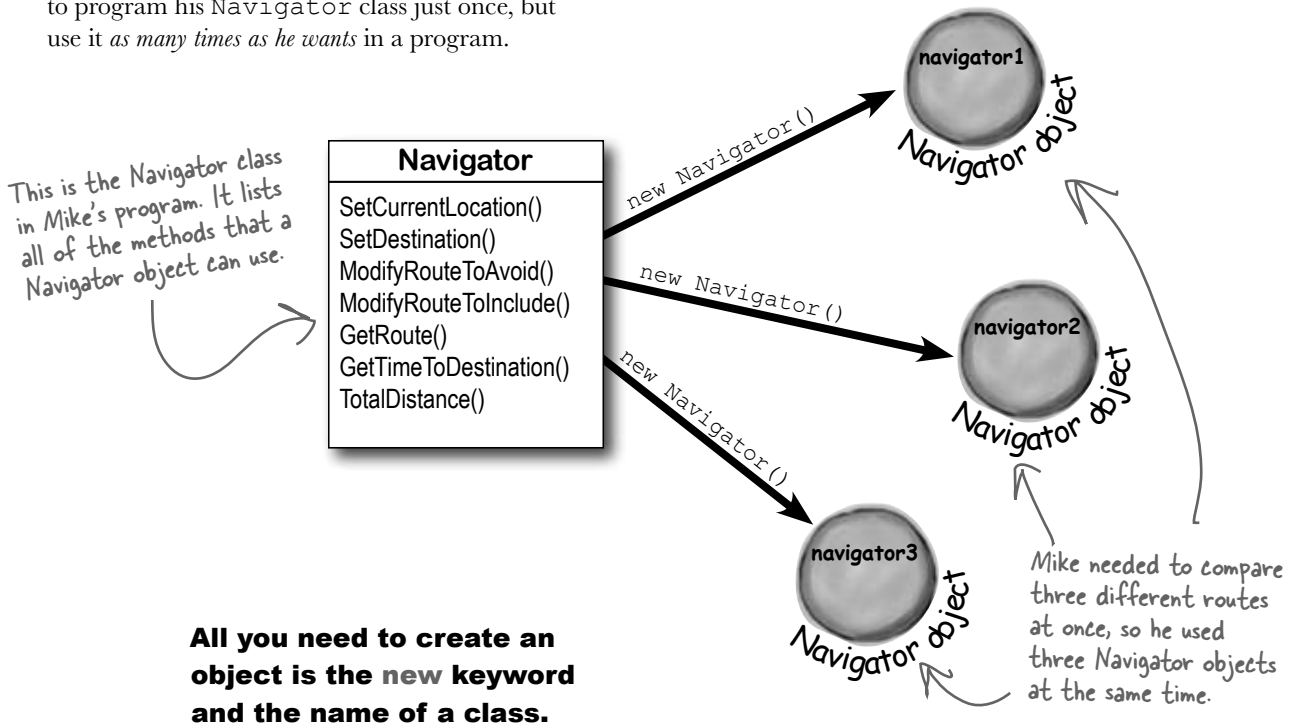 to program his Navigator class just once, but
use it as many times as he wants in a program.
This is the Navigator class
in Mike's program. It lists
all of the methods that a
Navigator object can use.
Navigator
SetCurrentLocation()
SetDestination()
ModifyRouteToAvoid()
ModifyRouteToInclude()
GetRoute()
GetTimeToDestination()
TotalDistance()
new Navigator()
navigator1
Navigator object
new Navigator()
navigator2
Navigator object
new Navigator()
navigator3
Navigator object
Mike needed to compare
three different routes
at once, so he used
three Navigator objects
at the same time.
All you need to create an
object is the new keyword
and the name of a class.